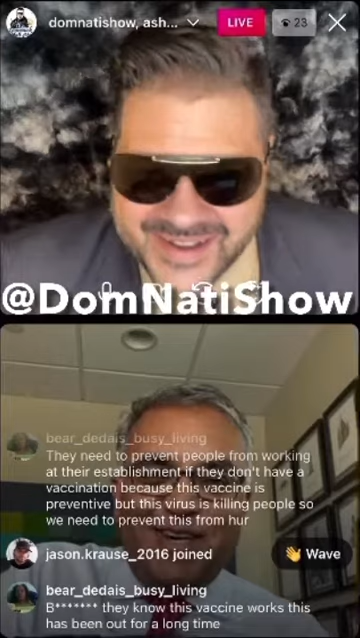 domnatishow, ash...
LIVE
23
@DomNatiShow
bear_dedais_busy_living
They need to prevent people from working
at their establishment if they don't have a
vaccination because this vaccine is
preventive but this virus is killing people so
we need to prevent this from hur
jason.krause_2016 joined
👋 Wave
bear_dedais_busy_living
B******* they know this vaccine works this
has been out for a long time